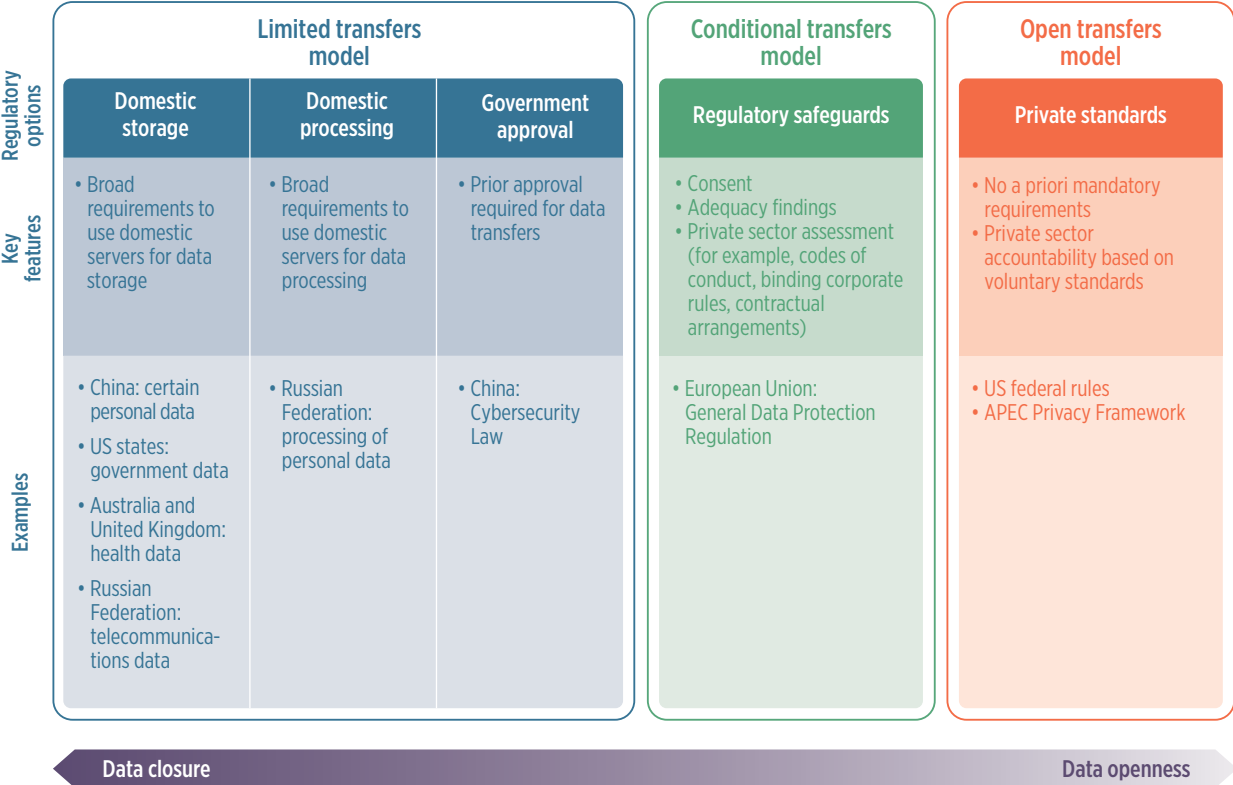 Limited transfers
model
Conditional transfers
model
Open transfers
model
Regulatory
options
Domestic
storage
Domestic
processing
Government
approval
Regulatory safeguards
Private standards
Key
features
• Broad
requirements to
use domestic
servers for data
storage
• Broad
requirements to
use domestic
servers for data
processing
• Prior approval
required for data
transfers
• Consent
• Adequacy findings
• Private sector assessment
(for example, codes of
conduct, binding corporate
rules, contractual
arrangements)
• No a priori mandatory
requirements
• Private sector
accountability based on
voluntary standards
Examples
• China: certain
personal data
• US states:
government data
• Australia and
United Kingdom:
health data
• Russian
Federation:
telecommunica-
tions data
• Russian
Federation:
processing of
personal data
• China:
Cybersecurity
Law
• European Union:
General Data Protection
Regulation
• US federal rules
• APEC Privacy Framework
Data closure
Data openness